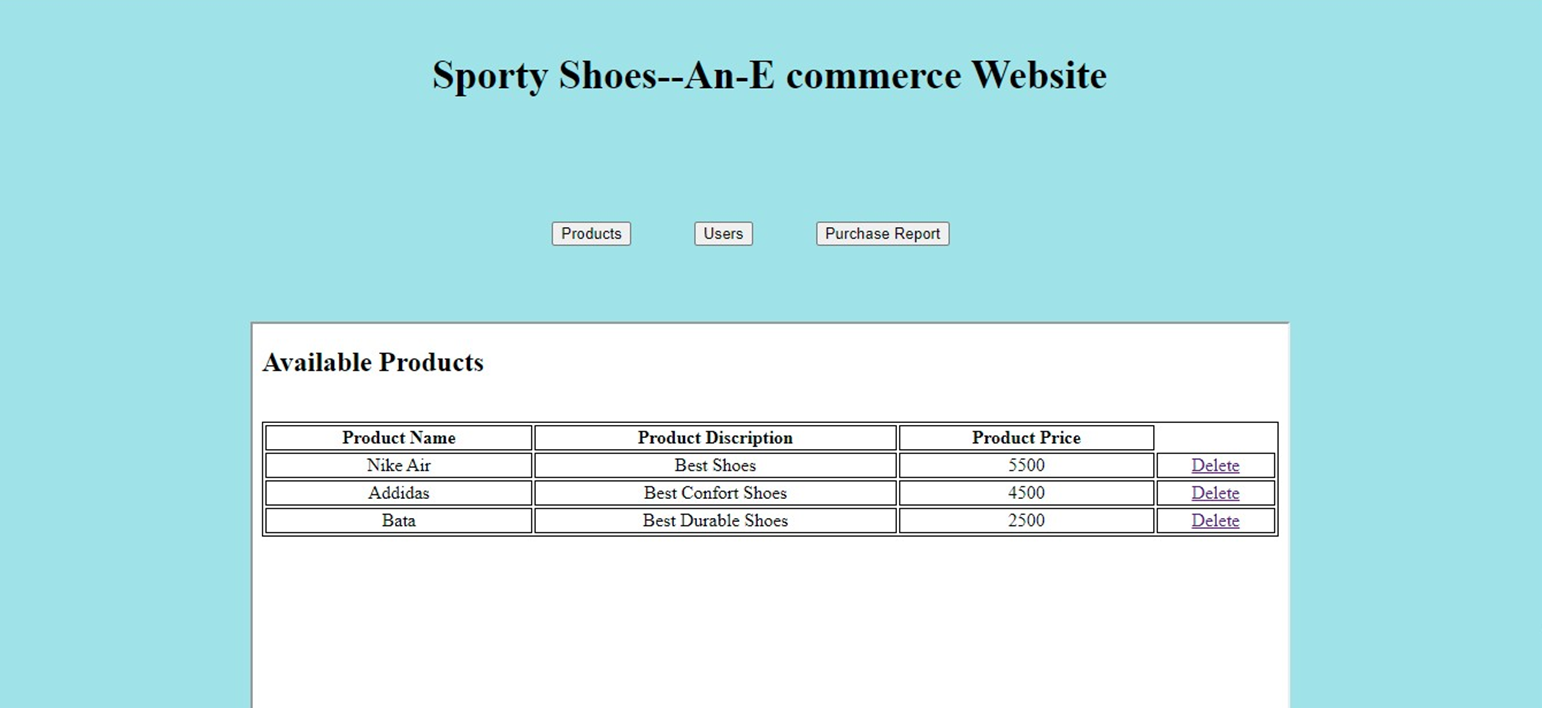 Sporty Shoes--An-E commerce Website
Products Users Purchase Report
Available Products
Product Name Product Discription Product Price
Nike Air Best Shoes 5500 Delete
Addidas Best Confort Shoes 4500 Delete
Bata Best Durable Shoes 2500 Delete